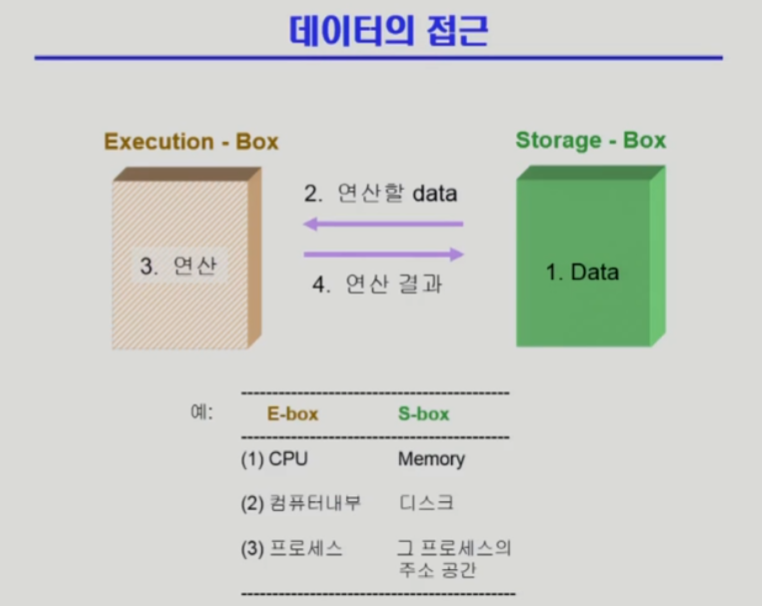 데이터의 접근
Execution - Box
Storage - Box
2. 연산할 data
3. 연산
1. Data
4. 연산 결과
예:
E-box S-box
(1) CPU Memory
(2) 컴퓨터내부 디스크
(3) 프로세스 그 프로세스의
주소 공간